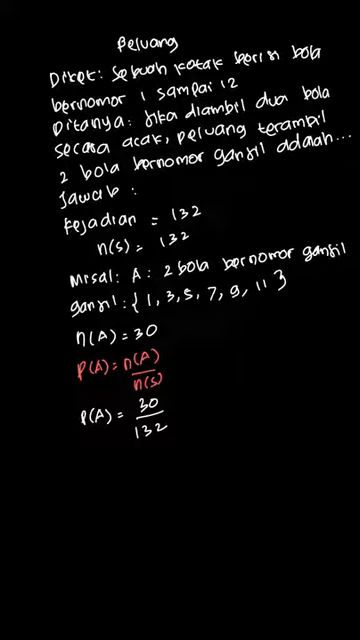 Peluang
Diket: sebuah kotak berisi bola
bernomor 1 sampai 12
Ditanya: Jika diambil dua bola
secara acak, peluang terambil
2 bola bernomor ganjil adalah...
Jawab:
Kejadian = 132
n(S) = 132
Misal: A: 2 bola bernomor ganjil
ganjil: { 1, 3, 5, 7, 9, 11 }
n(A) = 30
P(A) = n(A)/n(S)
P(A) = 30/132